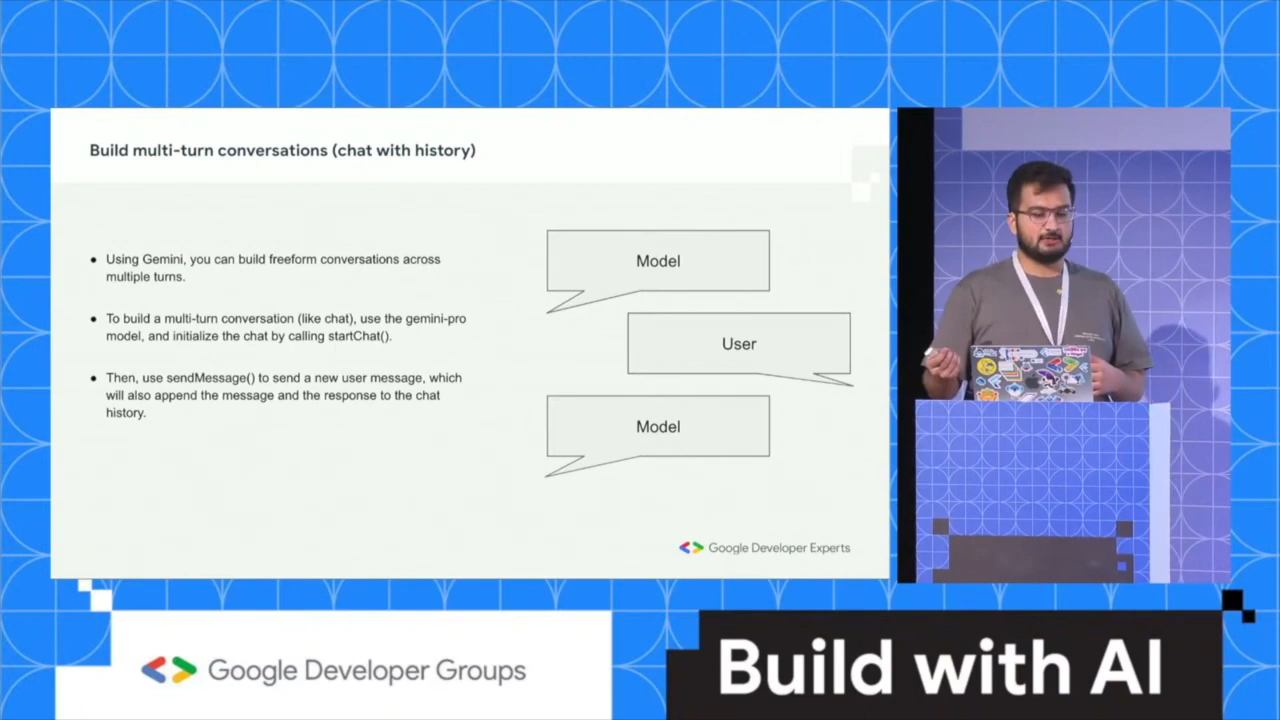 Build multi-turn conversations (chat with history)
● Using Gemini, you can build freeform conversations across
multiple turns.
● To build a multi-turn conversation (like chat), use the gemini-pro
model, and initialize the chat by calling startChat().
● Then, use sendMessage() to send a new user message, which
will also append the message and the response to the chat
history.
Model
User
Model
Google Developer Experts
Google Developer Groups
Build with AI